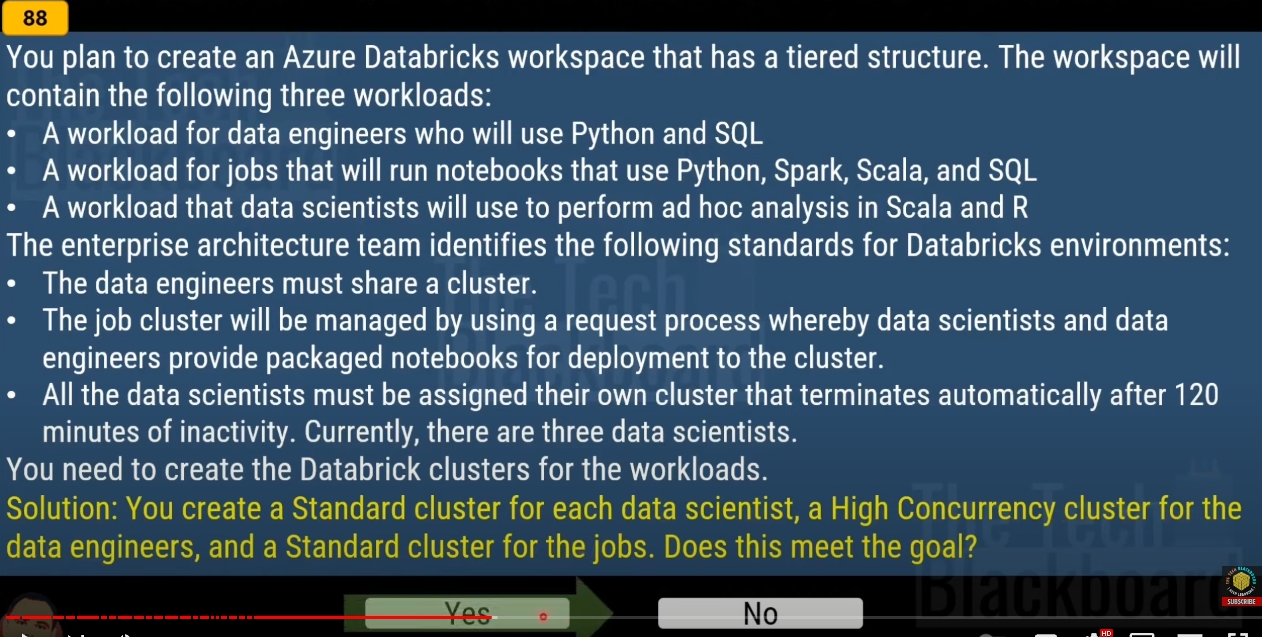 88
You plan to create an Azure Databricks workspace that has a tiered structure. The workspace will
contain the following three workloads:
• A workload for data engineers who will use Python and SQL
• A workload for jobs that will run notebooks that use Python, Spark, Scala, and SQL
• A workload that data scientists will use to perform ad hoc analysis in Scala and R
The enterprise architecture team identifies the following standards for Databricks environments:
• The data engineers must share a cluster.
• The job cluster will be managed by using a request process whereby data scientists and data
engineers provide packaged notebooks for deployment to the cluster.
• All the data scientists must be assigned their own cluster that terminates automatically after 120
minutes of inactivity. Currently, there are three data scientists.
You need to create the Databrick clusters for the workloads.
Solution: You create a Standard cluster for each data scientist, a High Concurrency cluster for the
data engineers, and a Standard cluster for the jobs. Does this meet the goal?
Yes
No
The Tech
Blackboard
SUBSCRIBE
HD